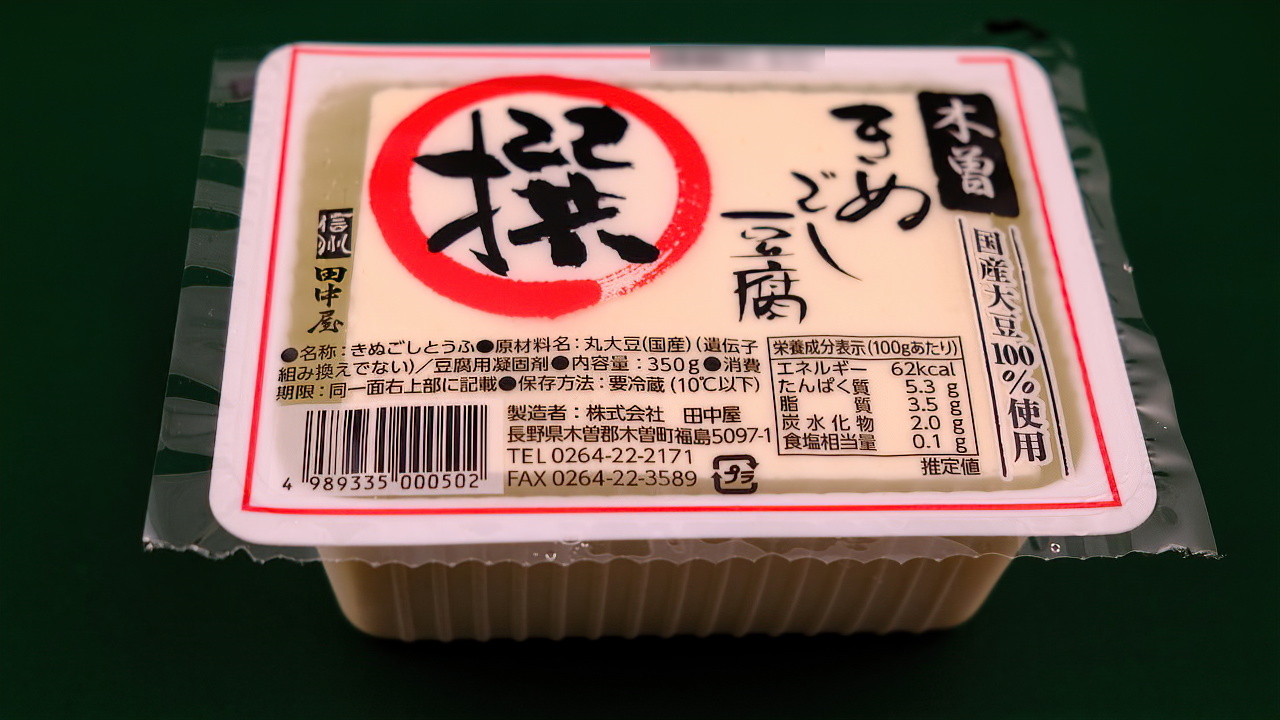 木曽
きぬ
ごし
豆腐
撰
国産大豆100%使用
信州
田中屋
●名称：きぬごしとうふ●原材料名：丸大豆(国産)(遺伝子
組み換えでない)／豆腐用凝固剤●内容量：350g●消費
期限：同一面右上部に記載●保存方法：要冷蔵(10℃以下)
製造者：株式会社 田中屋
長野県木曽郡木曽町福島5097-1
TEL 0264-22-2171
FAX 0264-22-3589
プラ
4 989335 000502
栄養成分表示(100gあたり)
エネルギー 62kcal
たんぱく質 5.3 g
脂質 3.5 g
炭水化物 2.0 g
食塩相当量 0.1 g
推定値